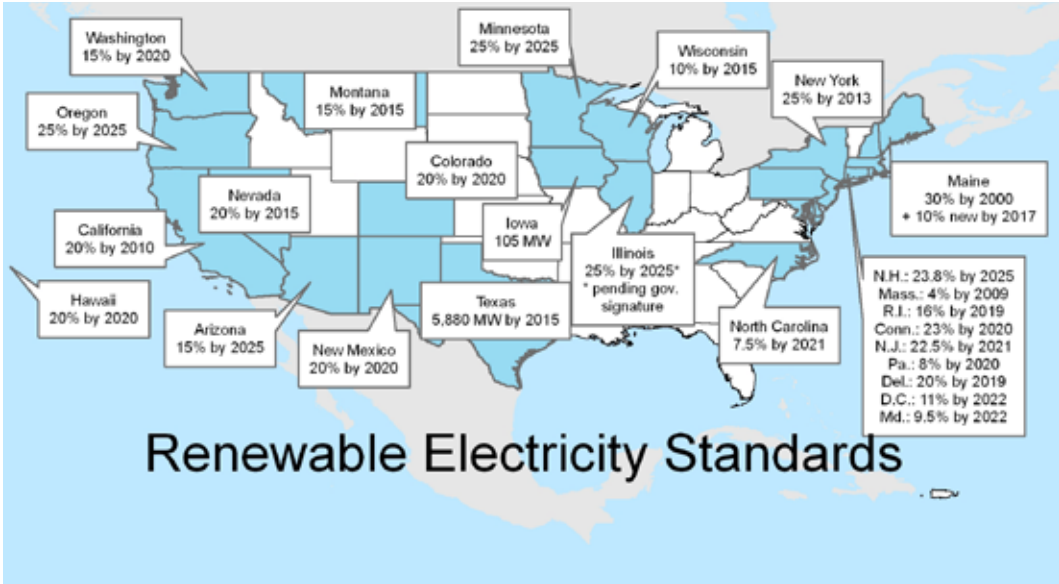 Washington
15% by 2020
Minnesota
25% by 2025
Wisconsin
10% by 2015
New York
25% by 2013
Oregon
25% by 2025
Montana
15% by 2015
Colorado
20% by 2020
Nevada
20% by 2015
California
20% by 2010
Iowa
105 MW
Illinois
25% by 2025*
* pending gov.
signature
Maine
30% by 2000
+ 10% new by 2017
Hawaii
20% by 2020
Arizona
15% by 2025
New Mexico
20% by 2020
Texas
5,880 MW by 2015
North Carolina
7.5% by 2021
N.H.: 23.8% by 2025
Mass.: 4% by 2009
R.I.: 16% by 2019
Conn.: 23% by 2020
N.J.: 22.5% by 2021
Pa.: 8% by 2020
Del.: 20% by 2019
D.C.: 11% by 2022
Md.: 9.5% by 2022
Renewable Electricity Standards